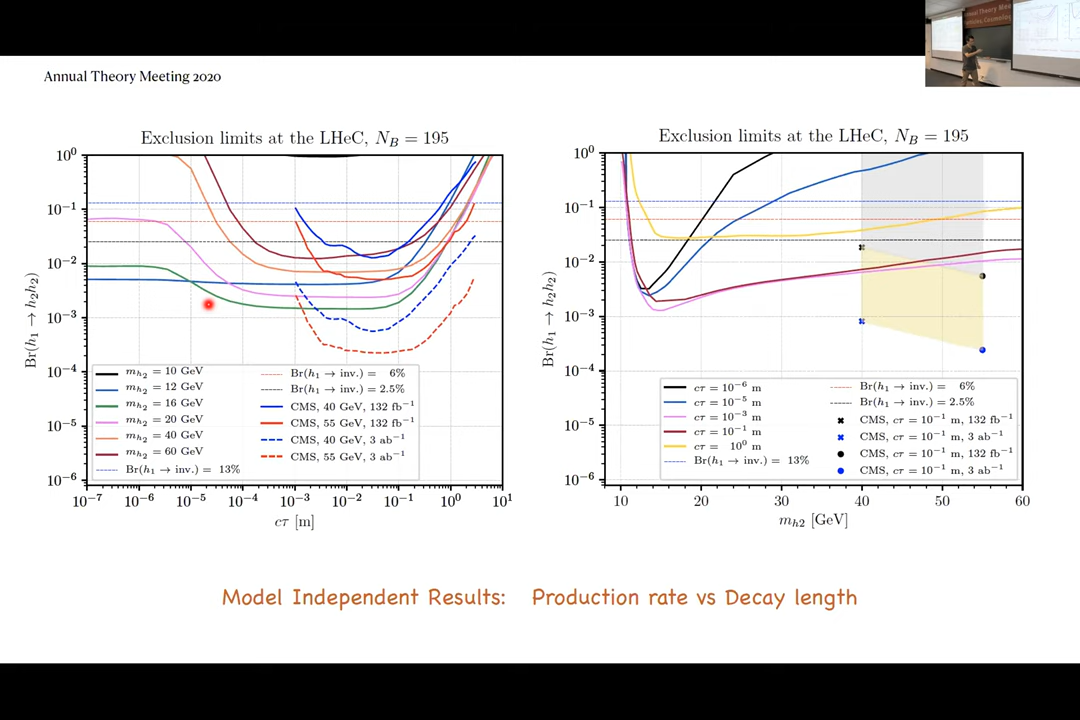 Annual Theory Meeting 2020
Exclusion limits at the LHeC, N_B = 195
10⁰
10⁻¹
10⁻²
10⁻³
10⁻⁴
10⁻⁵
10⁻⁶
Br(h₁ → h₂h₂)
m_h₂ = 10 GeV
m_h₂ = 12 GeV
m_h₂ = 16 GeV
m_h₂ = 20 GeV
m_h₂ = 40 GeV
m_h₂ = 60 GeV
Br(h₁ → inv.) = 13%
Br(h₁ → inv.) = 6%
Br(h₁ → inv.) = 2.5%
CMS, 40 GeV, 132 fb⁻¹
CMS, 55 GeV, 132 fb⁻¹
CMS, 40 GeV, 3 ab⁻¹
CMS, 55 GeV, 3 ab⁻¹
10⁻⁷ 10⁻⁶ 10⁻⁵ 10⁻⁴ 10⁻³ 10⁻² 10⁻¹ 10⁰ 10¹
cτ [m]
Exclusion limits at the LHeC, N_B = 195
10⁰
10⁻¹
10⁻²
10⁻³
10⁻⁴
10⁻⁵
10⁻⁶
Br(h₁ → h₂h₂)
cτ = 10⁻⁶ m
cτ = 10⁻⁵ m
cτ = 10⁻³ m
cτ = 10⁻¹ m
cτ = 10⁰ m
Br(h₁ → inv.) = 13%
Br(h₁ → inv.) = 6%
Br(h₁ → inv.) = 2.5%
CMS, cτ = 10⁻¹ m, 132 fb⁻¹
CMS, cτ = 10⁻¹ m, 3 ab⁻¹
CMS, cτ = 10⁻¹ m, 132 fb⁻¹
CMS, cτ = 10⁻¹ m, 3 ab⁻¹
10 20 30 40 50 60
m_h2 [GeV]
Model Independent Results: Production rate vs Decay length